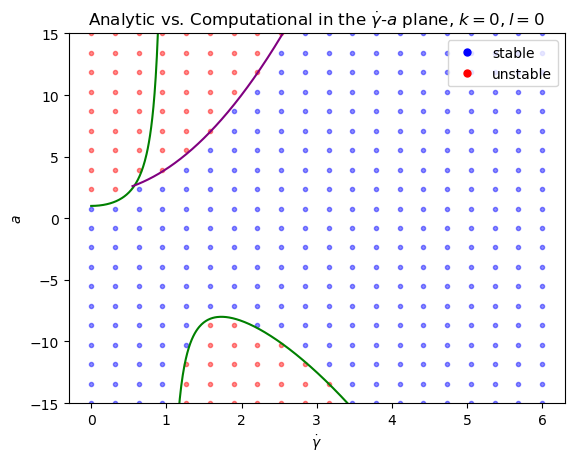 Analytic vs. Computational in the γ̇-a plane, k = 0, l = 0
stable
unstable
15
10
5
0
−5
−10
−15
a
0 1 2 3 4 5 6
γ̇